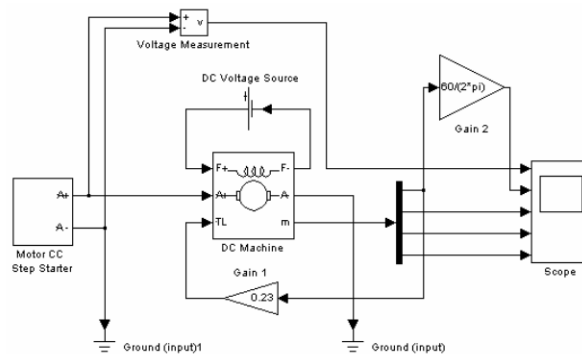 +
-
v
Voltage Measurement
DC Voltage Source
60/(2*pi)
Gain 2
F+
F-
A+
A-
TL
m
DC Machine
A+
A-
Motor CC
Step Starter
Gain 1
0.23
Scope
Ground (input)1
Ground (input)